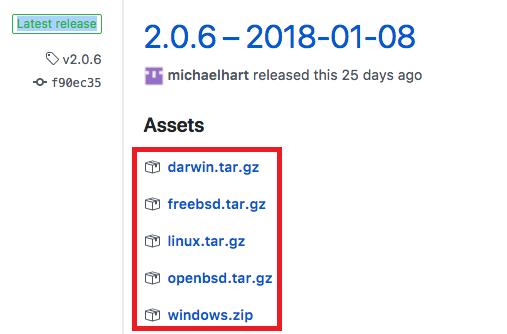 Latest release
v2.0.6
f90ec35
2.0.6 – 2018-01-08
michaelhart released this 25 days ago
Assets
darwin.tar.gz
freebsd.tar.gz
linux.tar.gz
openbsd.tar.gz
windows.zip